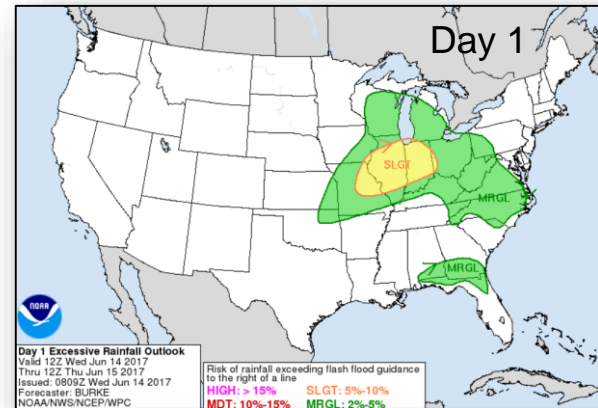 Day 1
SLGT
MRGL
MRGL
NOAA
Day 1 Excessive Rainfall Outlook
Valid 12Z Wed Jun 14 2017
Thru 12Z Thu Jun 15 2017
Issued: 0809Z Wed Jun 14 2017
Forecaster: BURKE
NOAA/NWS/NCEP/WPC
Risk of rainfall exceeding flash flood guidance
to the right of a line
HIGH: > 15% SLGT: 5%-10%
MDT: 10%-15% MRGL: 2%-5%